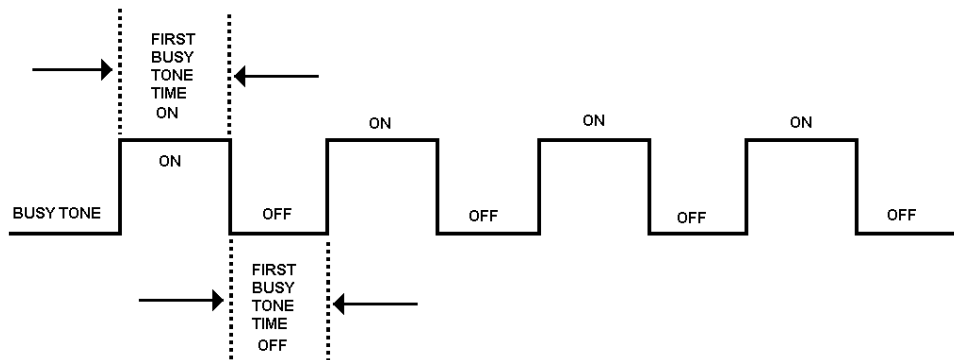 FIRST
BUSY
TONE
TIME
ON
ON
ON
ON
ON
BUSY TONE
OFF
OFF
OFF
OFF
FIRST
BUSY
TONE
TIME
OFF